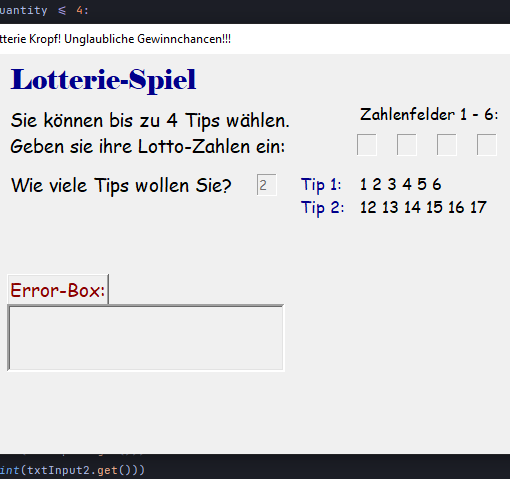 uantity ≤ 4:
tterie Kropf! Unglaubliche Gewinnchancen!!!
Lotterie-Spiel
Sie können bis zu 4 Tips wählen.
Zahlenfelder 1 - 6:
Geben sie ihre Lotto-Zahlen ein:
Wie viele Tips wollen Sie?
2
Tip 1:
1 2 3 4 5 6
Tip 2:
12 13 14 15 16 17
Error-Box:
int(txtInput2.get()))